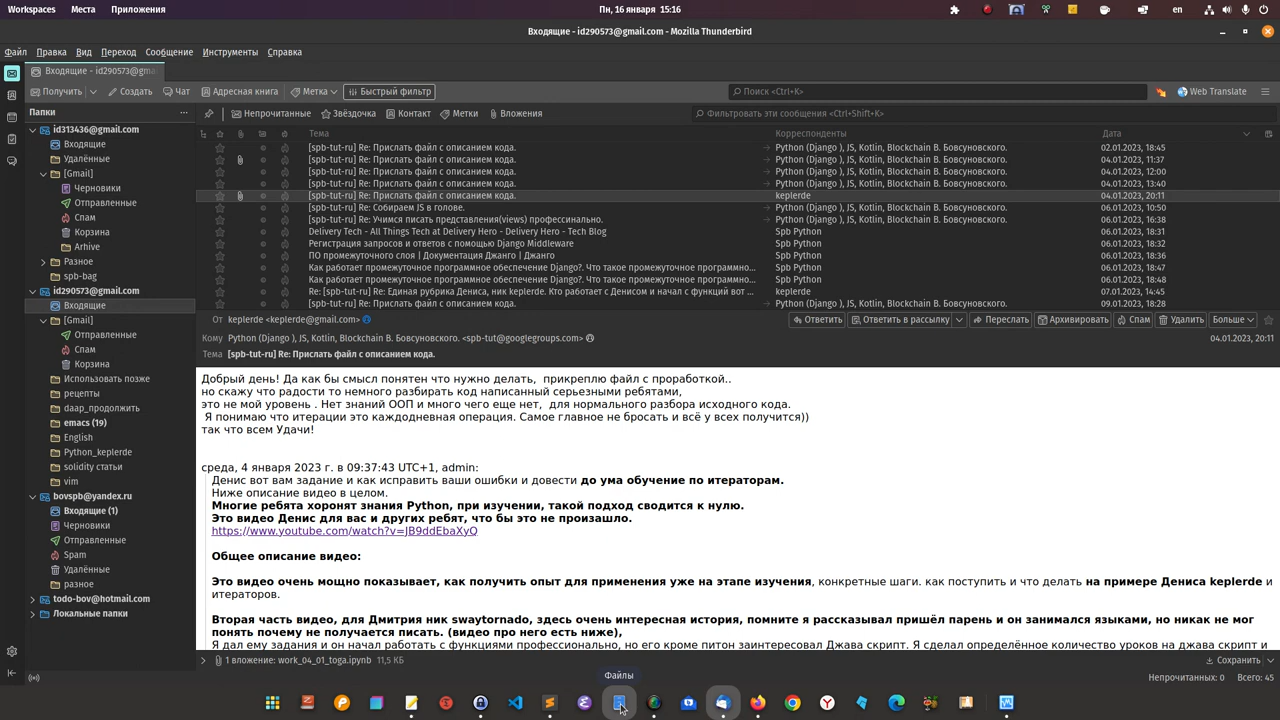 Workspaces Места Приложения Пн, 16 января 15:16 en
Входящие - id290573@gmail.com - Mozilla Thunderbird
Файл Правка Вид Переход Сообщение Инструменты Справка
Входящие - id290573@gma
Получить Создать Чат Адресная книга Метка Быстрый фильтр Поиск <Ctrl+K> Web Translate
Папки ··· Непрочитанные Звёздочка Контакт Метки Вложения Фильтровать эти сообщения <Ctrl+Shift+K>
Тема Корреспонденты Дата
[spb-tut-ru] Re: Прислать файл с описанием кода. Python (Django ), JS, Kotlin, Blockchain В. Бовсуновского. 02.01.2023, 18:45
[spb-tut-ru] Re: Прислать файл с описанием кода. Python (Django ), JS, Kotlin, Blockchain В. Бовсуновского. 04.01.2023, 11:37
[spb-tut-ru] Re: Прислать файл с описанием кода. Python (Django ), JS, Kotlin, Blockchain В. Бовсуновского. 04.01.2023, 12:00
[spb-tut-ru] Re: Прислать файл с описанием кода. Python (Django ), JS, Kotlin, Blockchain В. Бовсуновского. 04.01.2023, 13:40
[spb-tut-ru] Re: Прислать файл с описанием кода. keplerde 04.01.2023, 20:11
[spb-tut-ru] Re: Собираем JS в голове. Python (Django ), JS, Kotlin, Blockchain В. Бовсуновского. 06.01.2023, 10:50
[spb-tut-ru] Re: Учимся писать представления(views) профессинально. Python (Django ), JS, Kotlin, Blockchain В. Бовсуновского. 06.01.2023, 16:38
Delivery Tech - All Things Tech at Delivery Hero - Delivery Hero - Tech Blog Spb Python 06.01.2023, 18:31
Регистрация запросов и ответов с помощью Django Middleware Spb Python 06.01.2023, 18:32
ПО промежуточного слоя | Документация Джанго | Джанго Spb Python 06.01.2023, 18:36
Как работает промежуточное программное обеспечение Django?. Что такое промежуточное программно... Spb Python 06.01.2023, 18:47
Как работает промежуточное программное обеспечение Django?. Что такое промежуточное программно... Spb Python 06.01.2023, 18:48
Re: [spb-tut-ru] Re: Единая рубрика Дениса, ник keplerde. Кто работает с Денисом и начал с функций вот ... keplerde 07.01.2023, 14:45
[spb-tut-ru] Re: Прислать файл с описанием кода. Python (Django ), JS, Kotlin, Blockchain В. Бовсуновского. 09.01.2023, 18:28
id313436@gmail.com
Входящие
Удалённые
[Gmail]
Черновики
Отправленные
Спам
Корзина
Arhive
Разное
spb-bag
id290573@gmail.com
Входящие
[Gmail]
Отправленные
Спам
Корзина
Использовать позже
рецепты
daap_продолжить
emacs (19)
English
Python_keplerde
solidity статьи
vim
bovspb@yandex.ru
Входящие (1)
Черновики
Отправленные
Spam
Удалённые
разное
todo-bov@hotmail.com
Локальные папки
От keplerde <keplerde@gmail.com> Ответить Ответить в рассылку Переслать Архивировать Спам Удалить Больше
Кому Python (Django ), JS, Kotlin, Blockchain В. Бовсуновского. <spb-tut@googlegroups.com> 04.01.2023, 20:11
Тема [spb-tut-ru] Re: Прислать файл с описанием кода.
Добрый день! Да как бы смысл понятен что нужно делать, прикреплю файл с проработкой..
но скажу что радости то немного разбирать код написанный серьезными ребятами,
это не мой уровень . Нет знаний ООП и много чего еще нет, для нормального разбора исходного кода.
Я понимаю что итерации это каждодневная операция. Самое главное не бросать и всё у всех получится))
так что всем Удачи!
среда, 4 января 2023 г. в 09:37:43 UTC+1, admin:
Денис вот вам задание и как исправить ваши ошибки и довести до ума обучение по итераторам.
Ниже описание видео в целом.
Многие ребята хоронят знания Python, при изучении, такой подход сводится к нулю.
Это видео Денис для вас и других ребят, что бы это не произашло.
https://www.youtube.com/watch?v=JB9ddEbaXyQ
Общее описание видео:
Это видео очень мощно показывает, как получить опыт для применения уже на этапе изучения, конкретные шаги. как поступить и что делать на примере Дениса keplerde и
итераторов.
Вторая часть видео, для Дмитрия ник swaytornado, здесь очень интересная история, помните я рассказывал пришёл парень и он занимался языками, но никак не мог
понять почему не получается писать. (видео про него есть ниже),
Я дал ему задания и он начал работать с функциями профессионально, но его кроме питон заинтересовал Джава скрипт. Я сделал определённое количество уроков на джава скрипт и
1 вложение: work_04_01_toga.ipynb 11,5 КБ Сохранить
Файлы
Непрочитанных: 0 Всего: 45